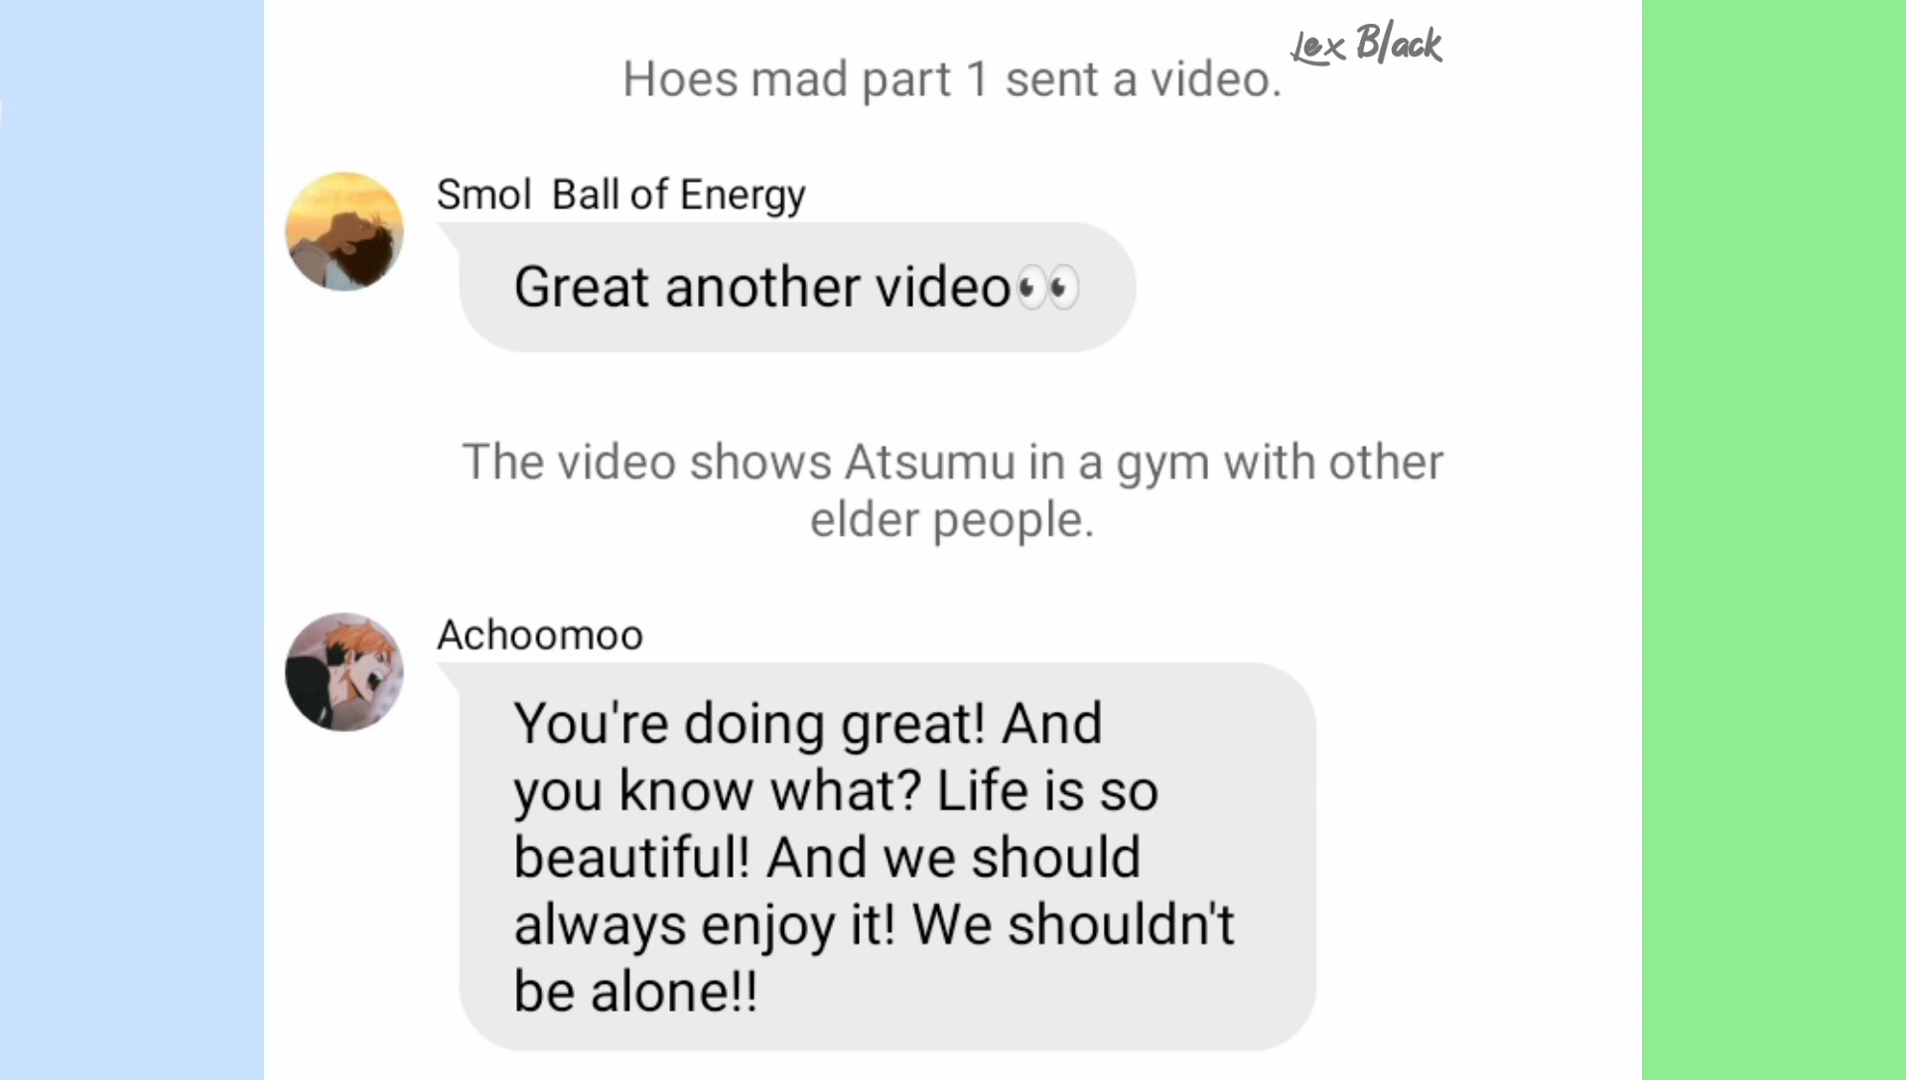 Lex Black
Hoes mad part 1 sent a video.
Smol Ball of Energy
Great another video👀
The video shows Atsumu in a gym with other
elder people.
Achoomoo
You're doing great! And
you know what? Life is so
beautiful! And we should
always enjoy it! We shouldn't
be alone!!